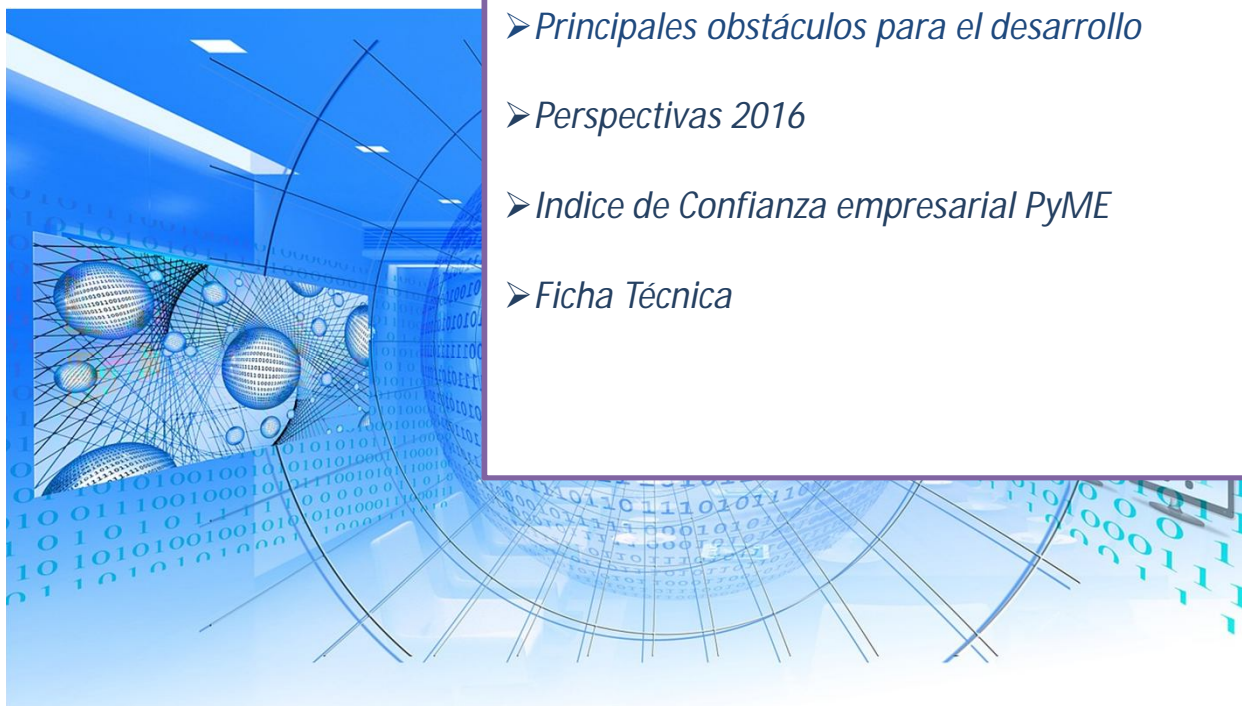 ➢Principales obstáculos para el desarrollo
➢Perspectivas 2016
➢Indice de Confianza empresarial PyME
➢Ficha Técnica